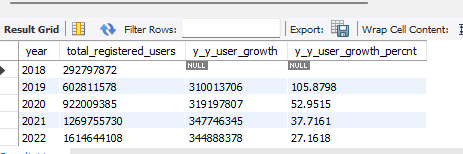 Result Grid Filter Rows: Export: Wrap Cell Content:
year total_registered_users y_y_user_growth y_y_user_growth_percnt
2018 292797872 NULL NULL
2019 602811578 310013706 105.8798
2020 922009385 319197807 52.9515
2021 1269755730 347746345 37.7161
2022 1614644108 344888378 27.1618